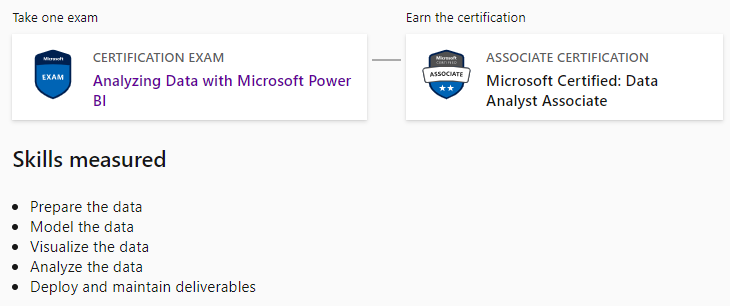 Take one exam
Earn the certification
Microsoft
EXAM
CERTIFICATION EXAM
Analyzing Data with Microsoft Power
BI
Microsoft
CERTIFIED
ASSOCIATE
ASSOCIATE CERTIFICATION
Microsoft Certified: Data
Analyst Associate
Skills measured
Prepare the data
Model the data
Visualize the data
Analyze the data
Deploy and maintain deliverables